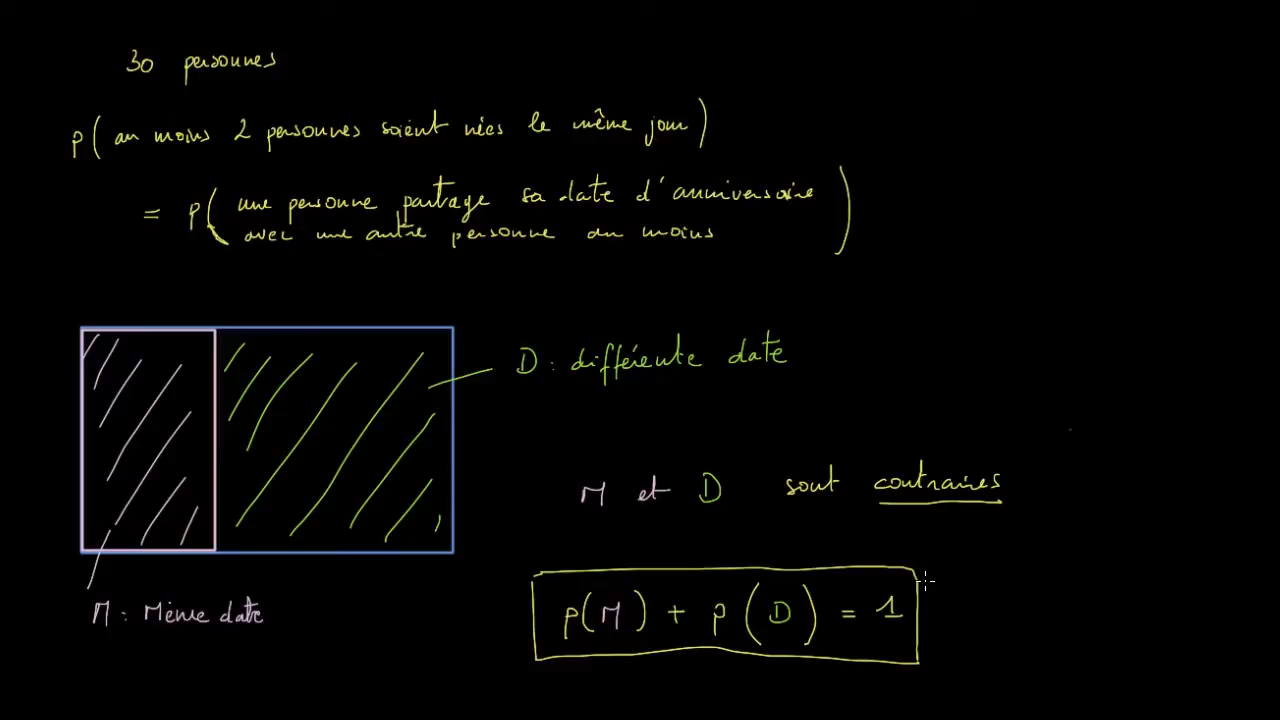 30 personnes
p( au moins 2 personnes soient nées le même jour )
= p( une personne partage sa date d'anniversaire
avec une autre personne au moins )
D : différente date
M et D sont contraires
p(M) + p(D) = 1
M : Même date